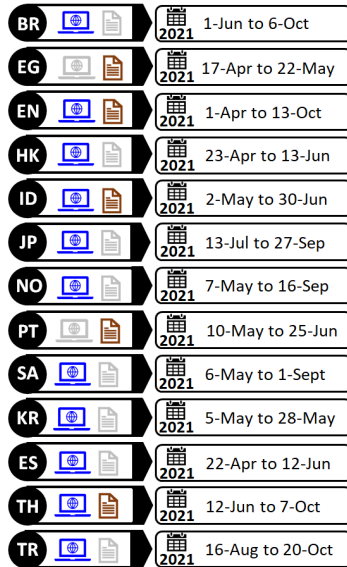 BR 2021 1-Jun to 6-Oct
EG 2021 17-Apr to 22-May
EN 2021 1-Apr to 13-Oct
HK 2021 23-Apr to 13-Jun
ID 2021 2-May to 30-Jun
JP 2021 13-Jul to 27-Sep
NO 2021 7-May to 16-Sep
PT 2021 10-May to 25-Jun
SA 2021 6-May to 1-Sept
KR 2021 5-May to 28-May
ES 2021 22-Apr to 12-Jun
TH 2021 12-Jun to 7-Oct
TR 2021 16-Aug to 20-Oct